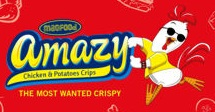 MAGFOOD
amazy
Chicken & Potatoes Crips
THE MOST WANTED CRISPY